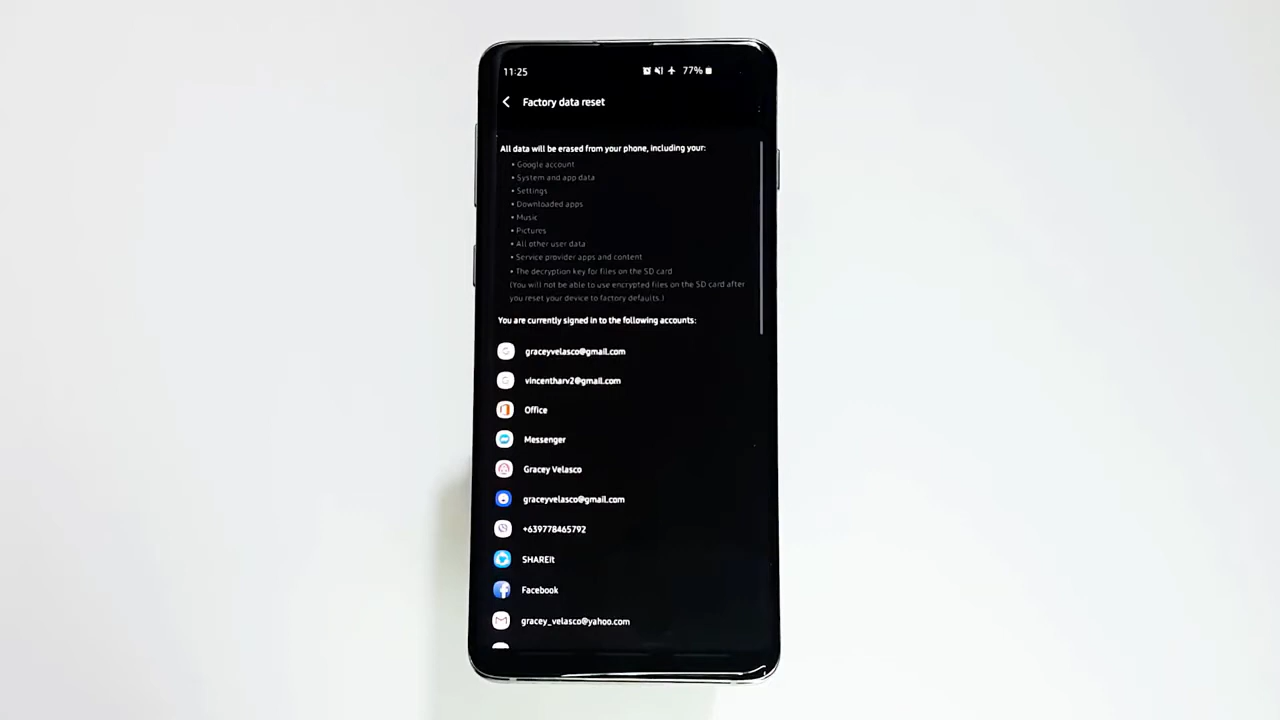 11:25
77%
Factory data reset
All data will be erased from your phone, including your:
• Google account
• System and app data
• Settings
• Downloaded apps
• Music
• Pictures
• All other user data
• Service provider apps and content
• The decryption key for files on the SD card
(You will not be able to use encrypted files on the SD card after
you reset your device to factory defaults.)
You are currently signed in to the following accounts:
graceyvelasco@gmail.com
vincentharv2@gmail.com
Office
Messenger
Gracey Velasco
graceyvelasco@gmail.com
+639778465792
SHAREit
Facebook
gracey_velasco@yahoo.com